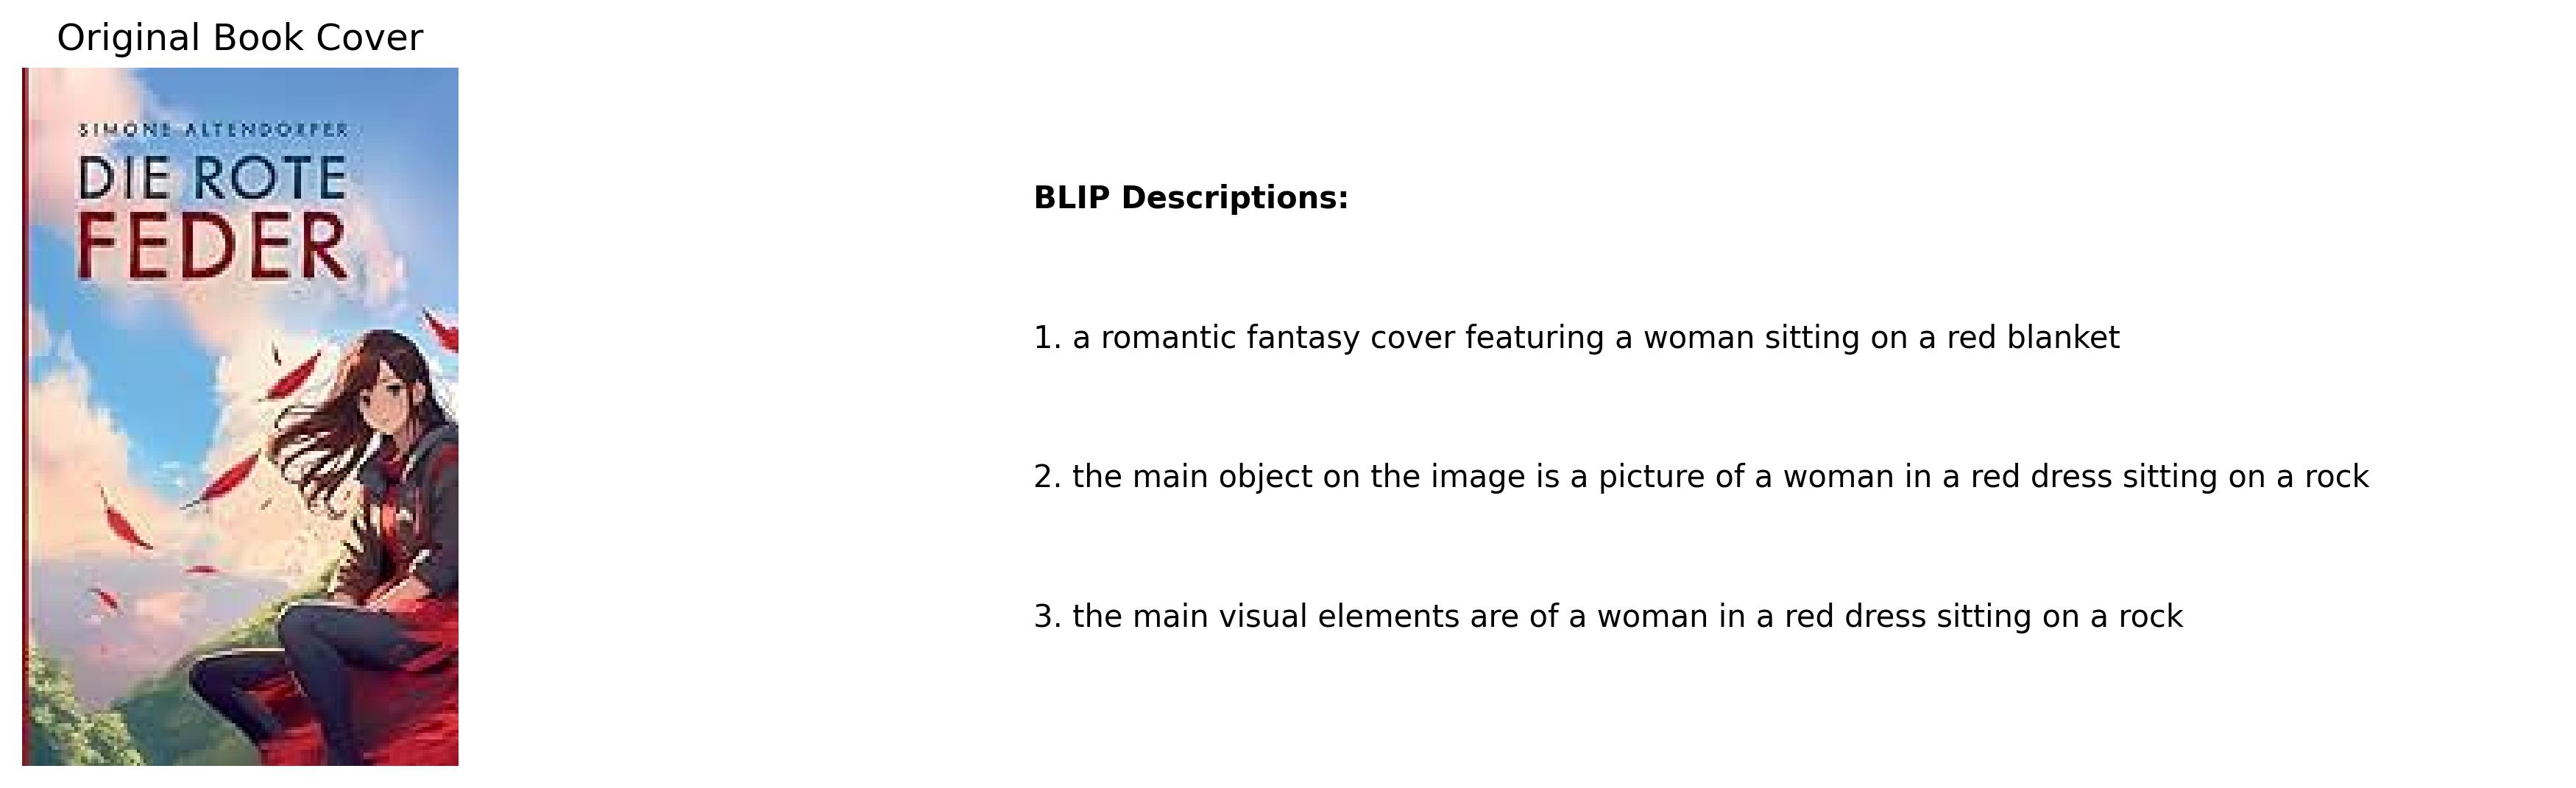 Original Book Cover
SIMONE ALTENDORFER
DIE ROTE
FEDER
BLIP Descriptions:
1. a romantic fantasy cover featuring a woman sitting on a red blanket
2. the main object on the image is a picture of a woman in a red dress sitting on a rock
3. the main visual elements are of a woman in a red dress sitting on a rock